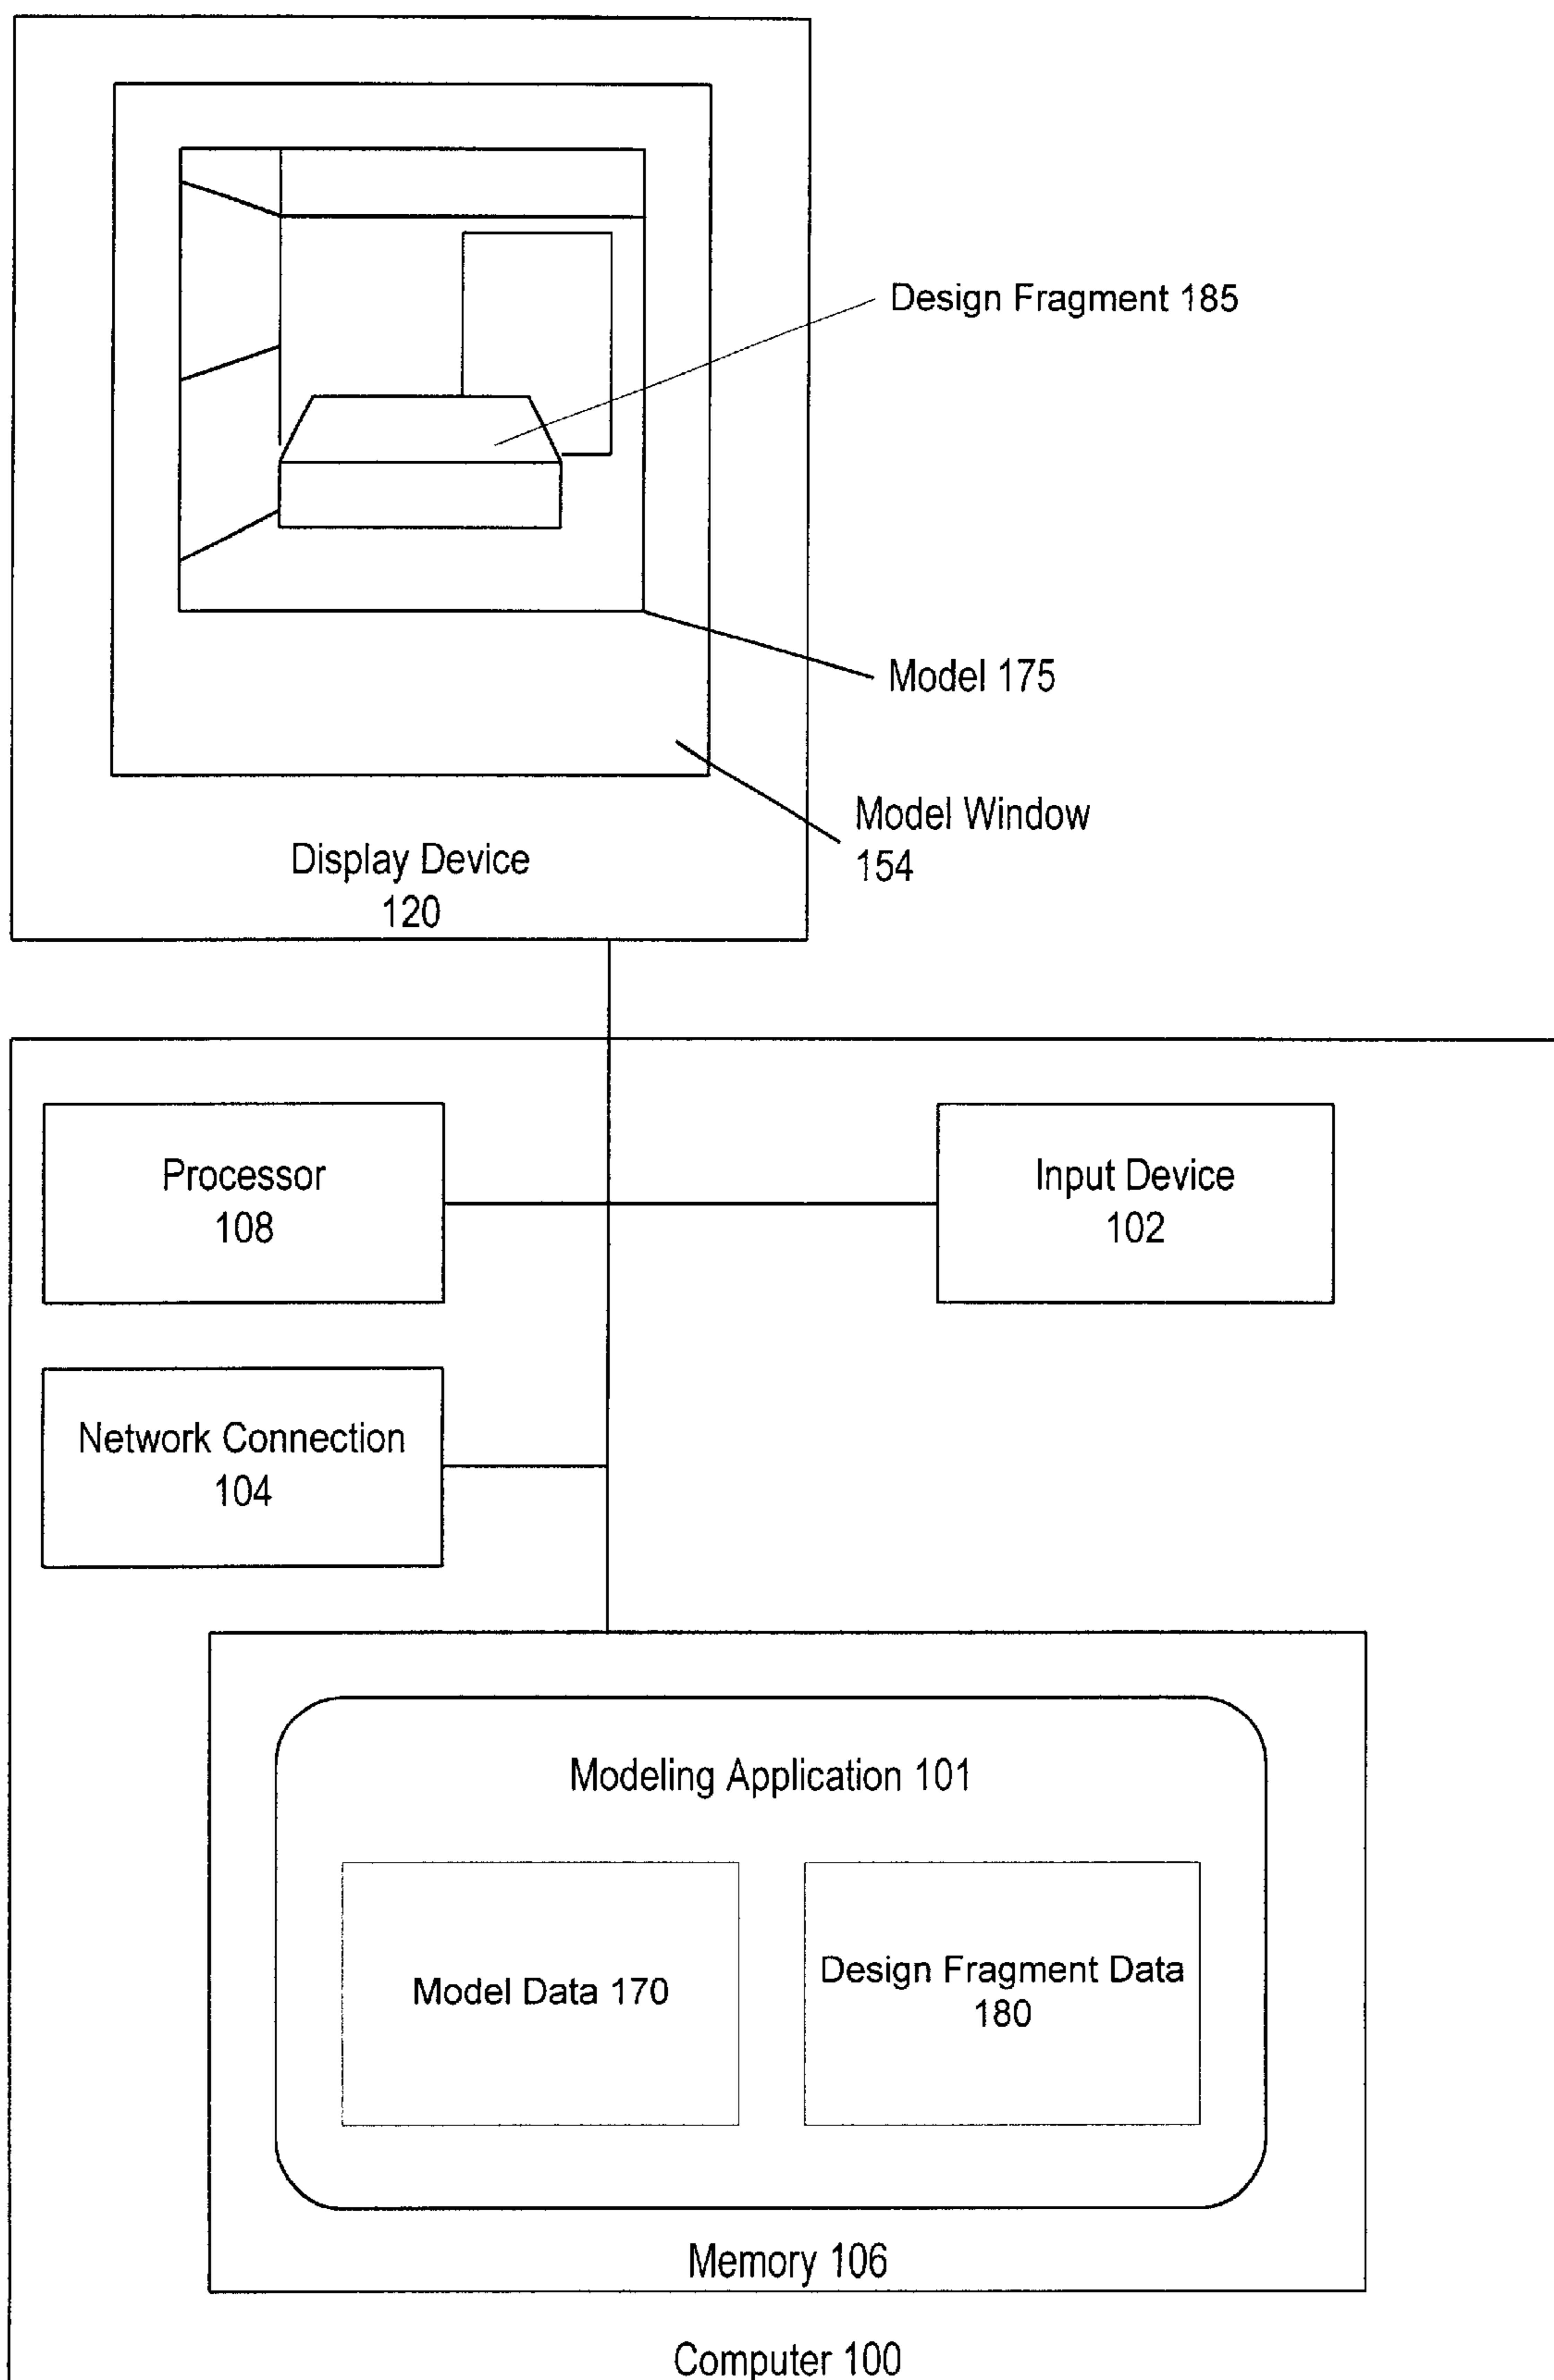 Design Fragment 185
Model 175
Model Window
154
Display Device
120
Processor
108
Input Device
102
Network Connection
104
Modeling Application 101
Model Data 170
Design Fragment Data
180
Memory 106
Computer 100